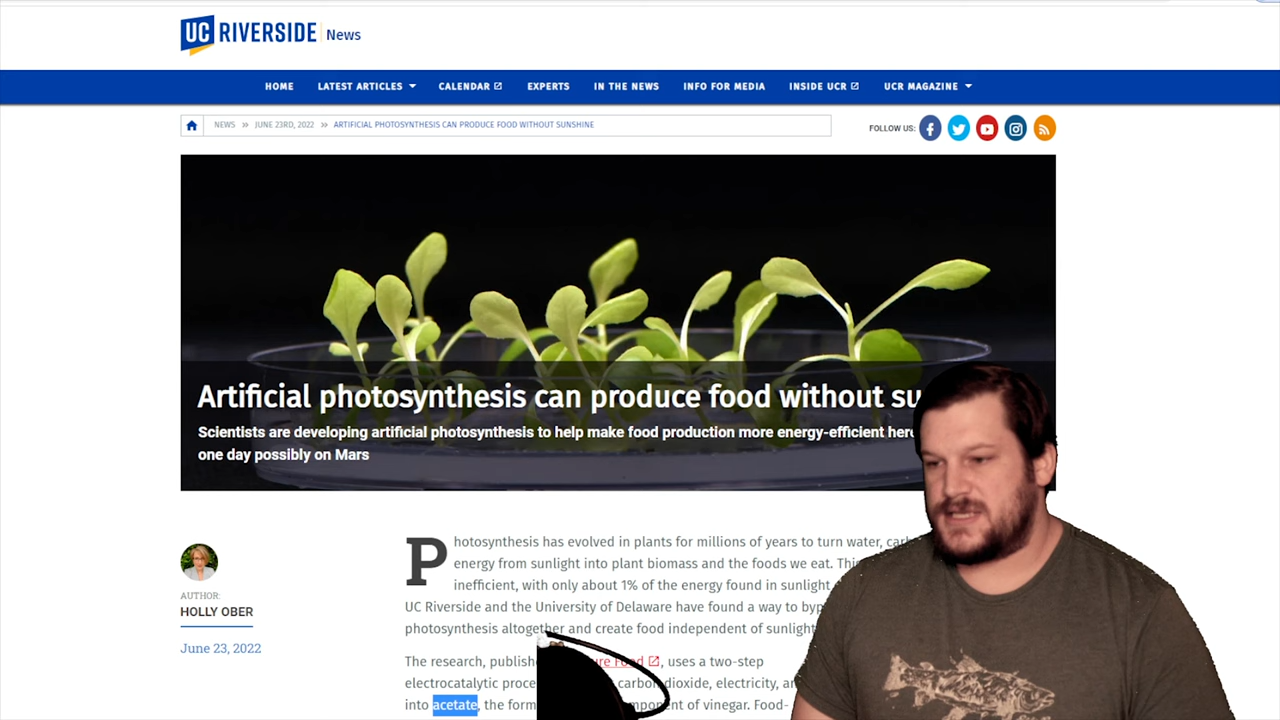 UC RIVERSIDE News
HOME LATEST ARTICLES CALENDAR EXPERTS IN THE NEWS INFO FOR MEDIA INSIDE UCR UCR MAGAZINE
NEWS » JUNE 23RD, 2022 » ARTIFICIAL PHOTOSYNTHESIS CAN PRODUCE FOOD WITHOUT SUNSHINE
FOLLOW US:
Artificial photosynthesis can produce food without su
Scientists are developing artificial photosynthesis to help make food production more energy-efficient here
one day possibly on Mars
AUTHOR:
HOLLY OBER
June 23, 2022
Photosynthesis has evolved in plants for millions of years to turn water, carb
energy from sunlight into plant biomass and the foods we eat. This
inefficient, with only about 1% of the energy found in sunlight
UC Riverside and the University of Delaware have found a way to byp
photosynthesis altogether and create food independent of sunlight
The research, publishe ure Food, uses a two-step
electrocatalytic proce carbon dioxide, electricity, an
into acetate, the form mponent of vinegar. Food-